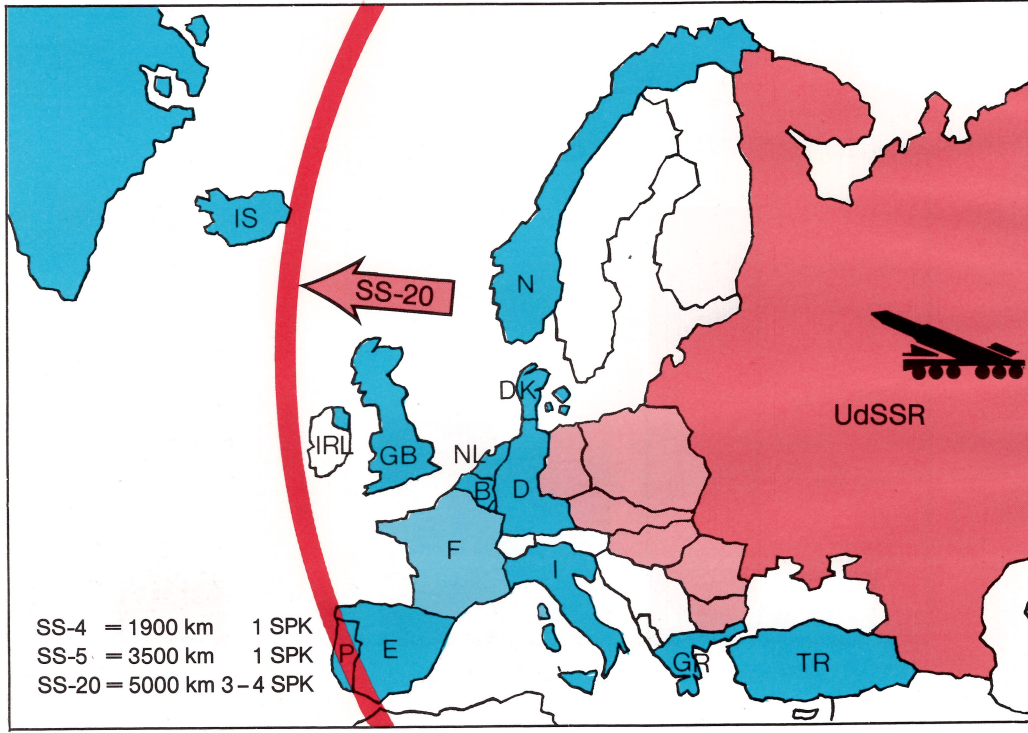 IS
N
SS-20
DK
UdSSR
IRL
GB
NL
B
D
F
I
SS-4 = 1900 km 1 SPK
SS-5 = 3500 km 1 SPK
SS-20 = 5000 km 3–4 SPK
P
E
GR
TR